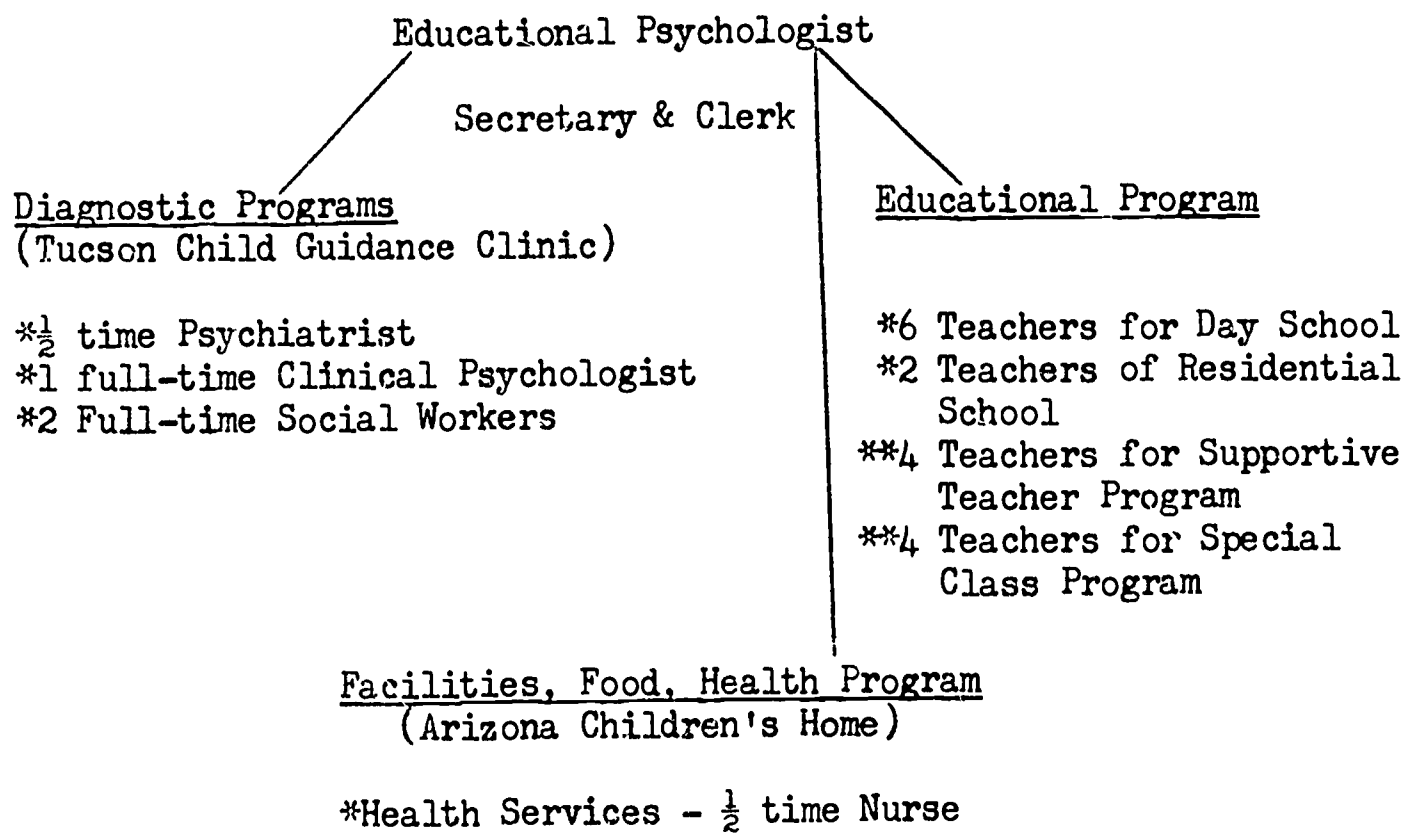 Educational Psychologist
Secretary & Clerk
Diagnostic Programs
(Tucson Child Guidance Clinic)
*½ time Psychiatrist
*1 full-time Clinical Psychologist
*2 Full-time Social Workers
Educational Program
*6 Teachers for Day School
*2 Teachers of Residential
School
**4 Teachers for Supportive
Teacher Program
**4 Teachers for Special
Class Program
Facilities, Food, Health Program
(Arizona Children's Home)
*Health Services - ½ time Nurse